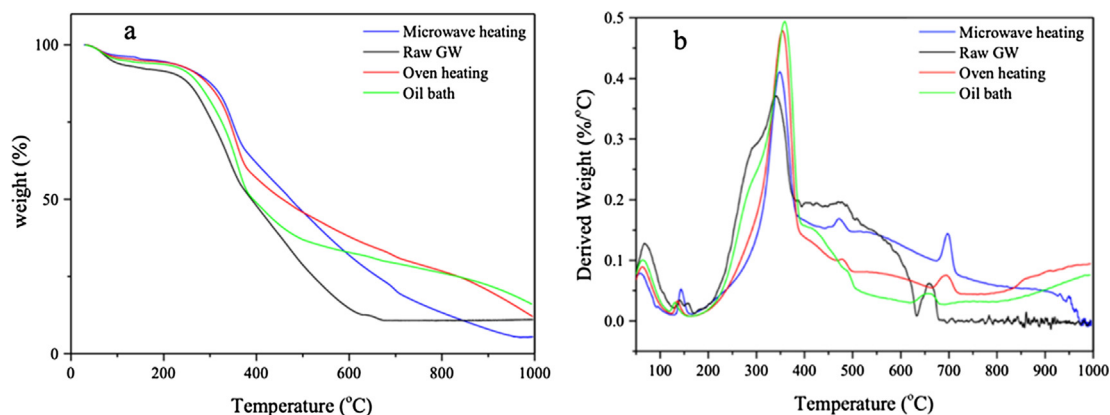 a
Microwave heating
Raw GW
Oven heating
Oil bath
100
50
0
weight (%)
0 200 400 600 800 1000
Temperature (°C)
b
Microwave heating
Raw GW
Oven heating
Oil bath
0.5
0.4
0.3
0.2
0.1
0.0
Derived Weight (%/°C)
100 200 300 400 500 600 700 800 900 1000
Temperature (°C)